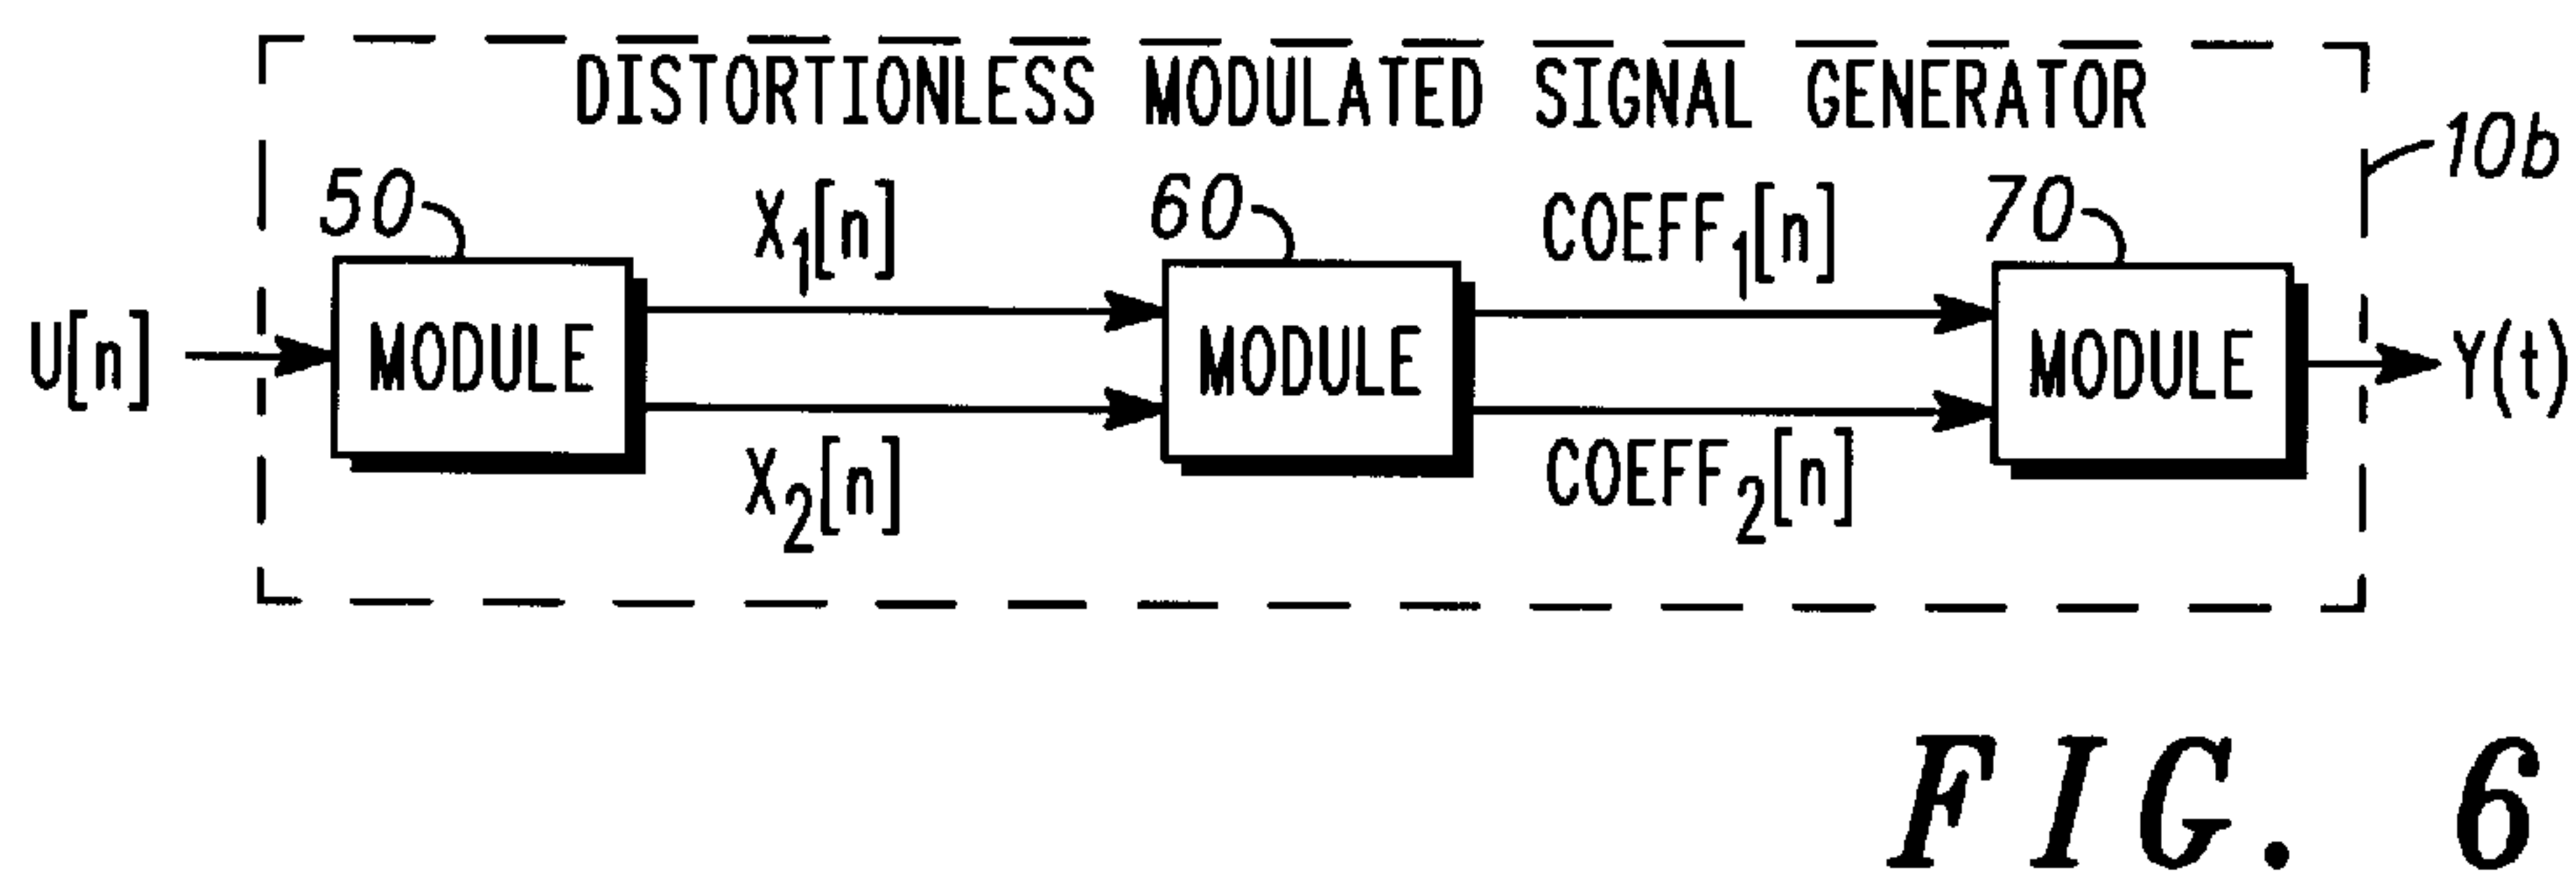 DISTORTIONLESS MODULATED SIGNAL GENERATOR
10b
50
X1[n]
60
COEFF1[n]
70
U[n]
MODULE
MODULE
MODULE
Y(t)
X2[n]
COEFF2[n]
FIG. 6